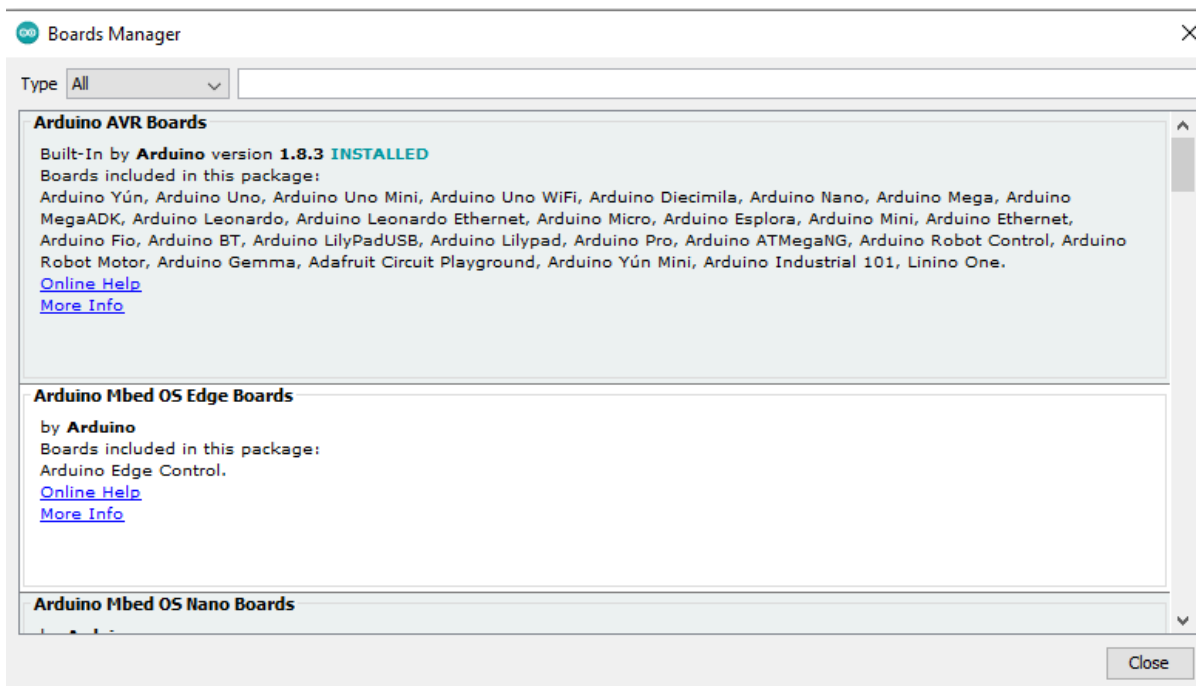 Boards Manager
Type All
Arduino AVR Boards
Built-In by Arduino version 1.8.3 INSTALLED
Boards included in this package:
Arduino Yún, Arduino Uno, Arduino Uno Mini, Arduino Uno WiFi, Arduino Diecimila, Arduino Nano, Arduino Mega, Arduino
MegaADK, Arduino Leonardo, Arduino Leonardo Ethernet, Arduino Micro, Arduino Esplora, Arduino Mini, Arduino Ethernet,
Arduino Fio, Arduino BT, Arduino LilyPadUSB, Arduino Lilypad, Arduino Pro, Arduino ATMegaNG, Arduino Robot Control, Arduino
Robot Motor, Arduino Gemma, Adafruit Circuit Playground, Arduino Yún Mini, Arduino Industrial 101, Linino One.
Online Help
More Info
Arduino Mbed OS Edge Boards
by Arduino
Boards included in this package:
Arduino Edge Control.
Online Help
More Info
Arduino Mbed OS Nano Boards
Close